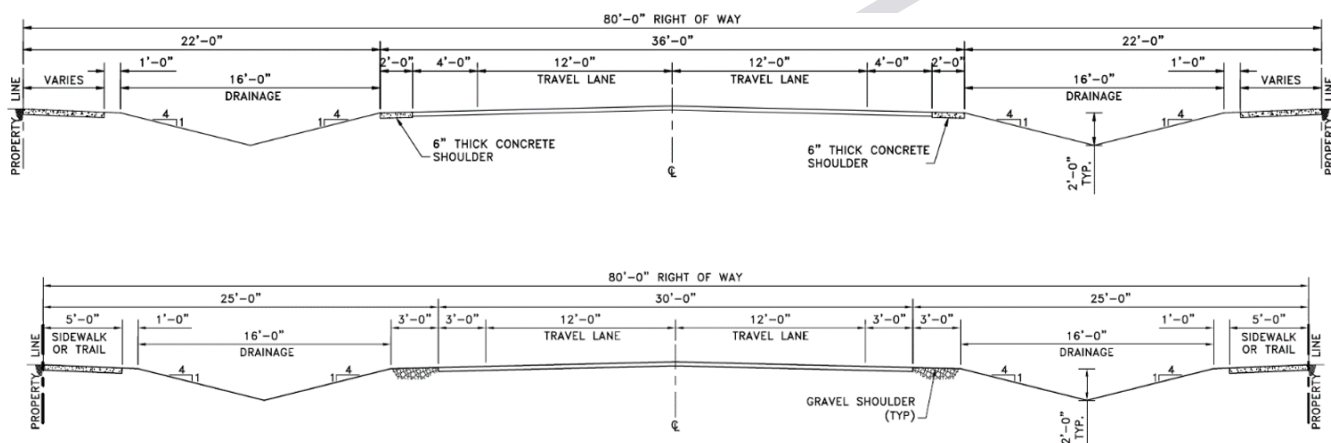 80'-0" RIGHT OF WAY
22'-0"
36'-0"
22'-0"
VARIES
1'-0"
16'-0"
DRAINAGE
2'-0"
4'-0"
12'-0"
TRAVEL LANE
12'-0"
TRAVEL LANE
4'-0"
2'-0"
16'-0"
DRAINAGE
1'-0"
VARIES
PROPERTY LINE
4
1
4
1
6" THICK CONCRETE
SHOULDER
6" THICK CONCRETE
SHOULDER
℄
4
1
2'-0"
TYP.
4
1
PROPERTY LINE
80'-0" RIGHT OF WAY
25'-0"
30'-0"
25'-0"
5'-0"
SIDEWALK
OR TRAIL
1'-0"
16'-0"
DRAINAGE
3'-0"
3'-0"
12'-0"
TRAVEL LANE
12'-0"
TRAVEL LANE
3'-0"
3'-0"
16'-0"
DRAINAGE
1'-0"
5'-0"
SIDEWALK
OR TRAIL
PROPERTY LINE
4
1
4
1
℄
GRAVEL SHOULDER
(TYP)
4
1
2'-0"
TYP.
4
1
PROPERTY LINE